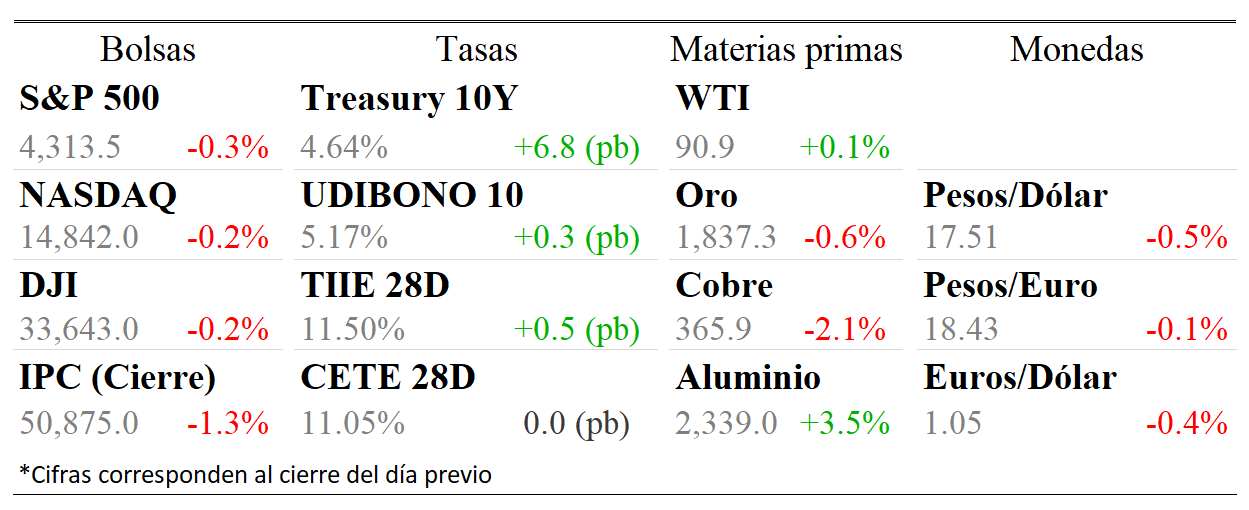 Bolsas Tasas Materias primas Monedas
S&P 500 Treasury 10Y WTI
4,313.5 -0.3% 4.64% +6.8 (pb) 90.9 +0.1%
NASDAQ UDIBONO 10 Oro Pesos/Dólar
14,842.0 -0.2% 5.17% +0.3 (pb) 1,837.3 -0.6% 17.51 -0.5%
DJI TIIE 28D Cobre Pesos/Euro
33,643.0 -0.2% 11.50% +0.5 (pb) 365.9 -2.1% 18.43 -0.1%
IPC (Cierre) CETE 28D Aluminio Euros/Dólar
50,875.0 -1.3% 11.05% 0.0 (pb) 2,339.0 +3.5% 1.05 -0.4%
*Cifras corresponden al cierre del día previo